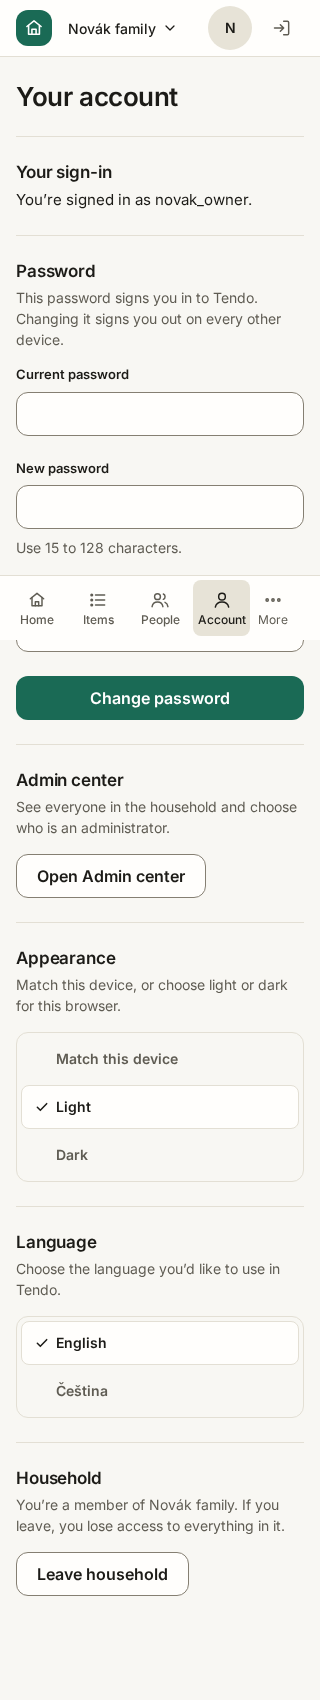 Novák family
N
Your account
Your sign-in
You’re signed in as novak_owner.
Password
This password signs you in to Tendo.
Changing it signs you out on every other
device.
Current password
New password
Use 15 to 128 characters.
Home
Items
People
Account
More
Change password
Admin center
See everyone in the household and choose
who is an administrator.
Open Admin center
Appearance
Match this device, or choose light or dark
for this browser.
Match this device
Light
Dark
Language
Choose the language you’d like to use in
Tendo.
English
Čeština
Household
You’re a member of Novák family. If you
leave, you lose access to everything in it.
Leave household